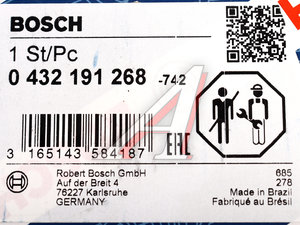 BOSCH
1 St/Pc
0 432 191 268 -742
3 165143 584187
EAC
Robert Bosch GmbH
Auf der Breit 4
76227 Karlsruhe
GERMANY
685
278
Made in Brazil
Fabriqué au Brésil